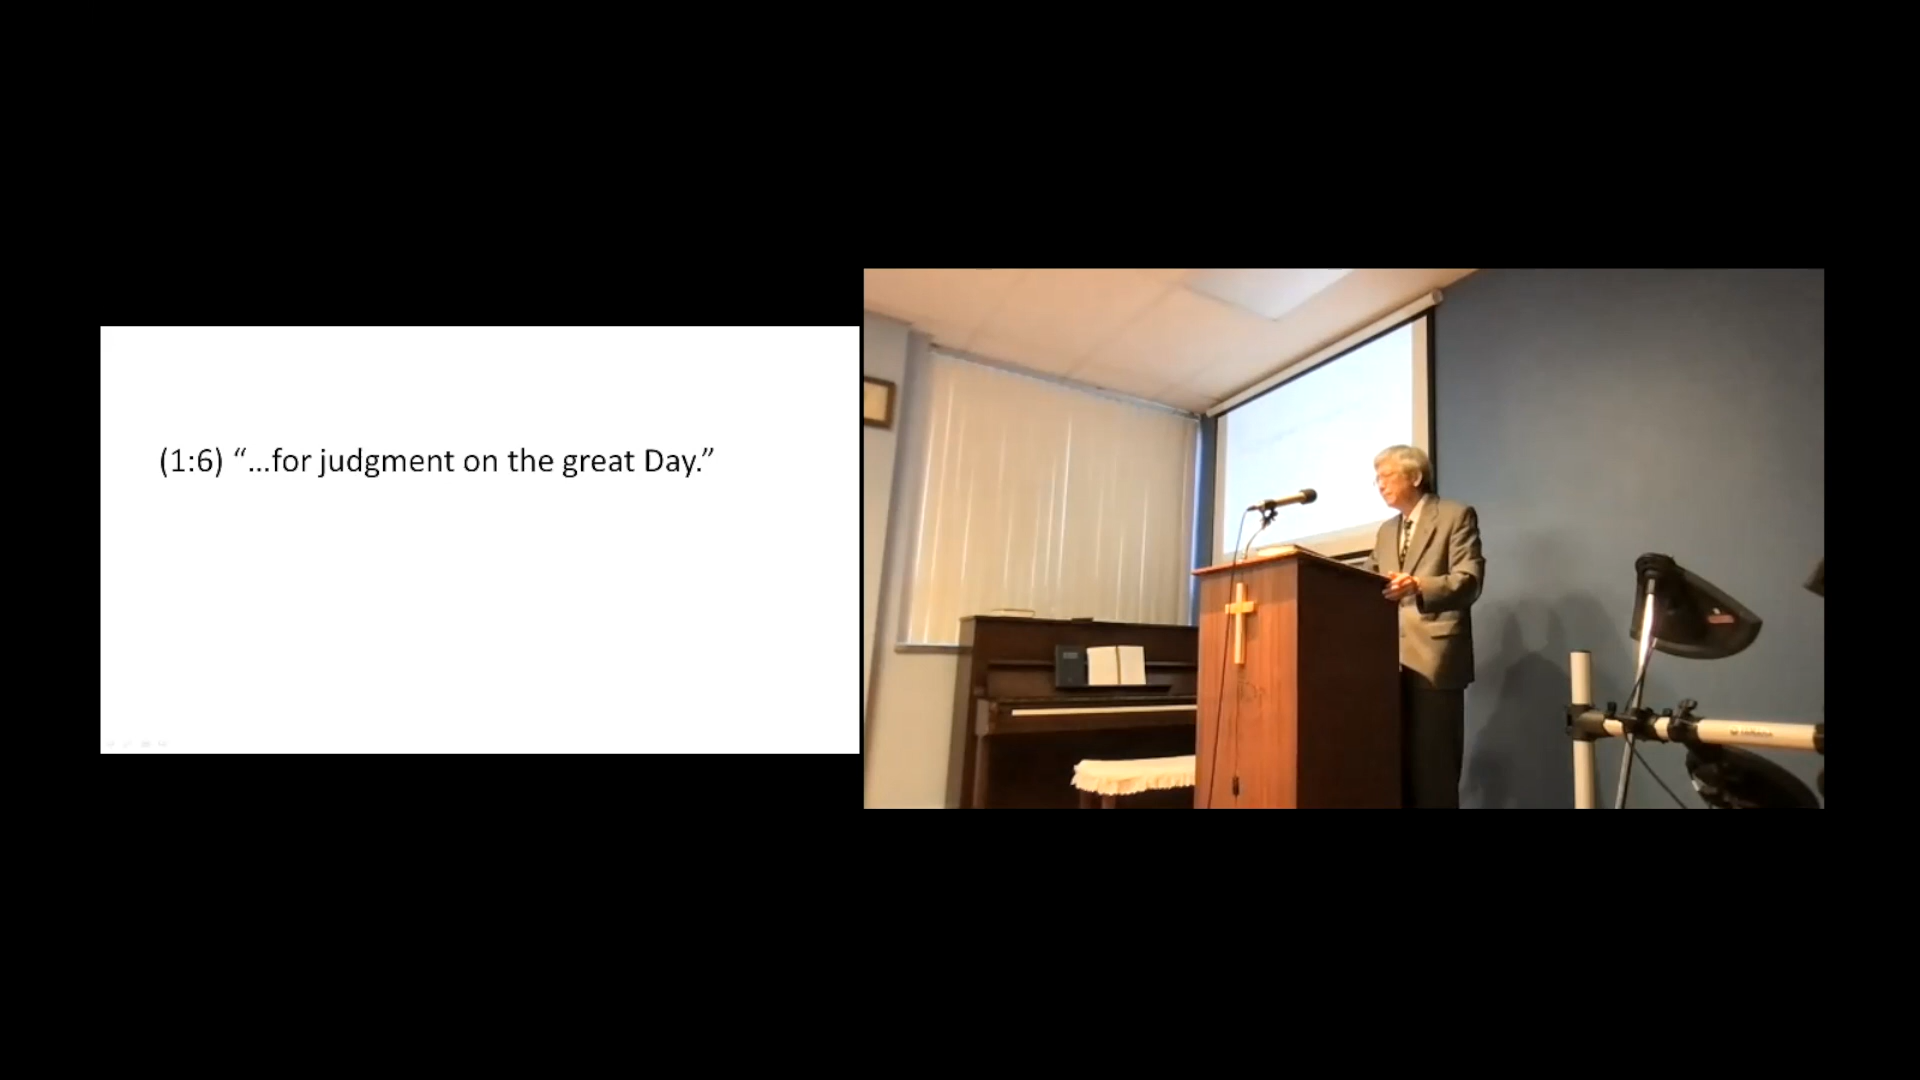 (1:6) “…for judgment on the great Day.”